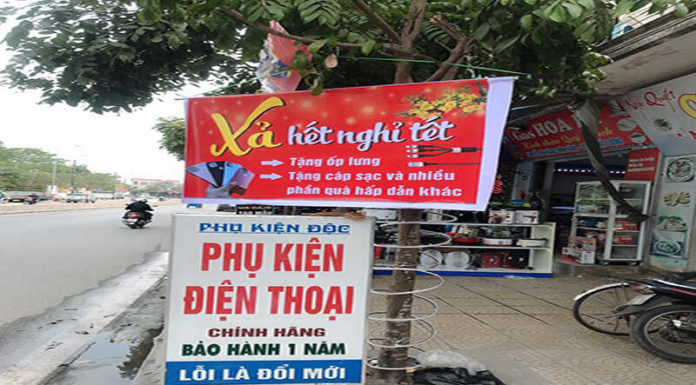 Xả hết nghỉ tết
Tặng ốp lưng
Tặng cáp sạc và nhiều
phần quà hấp dẫn khác
PHỤ KIỆN ĐỘC
PHỤ KIỆN
ĐIỆN THOẠI
CHÍNH HÃNG
BẢO HÀNH 1 NĂM
LỖI LÀ ĐỔI MỚI
HOA